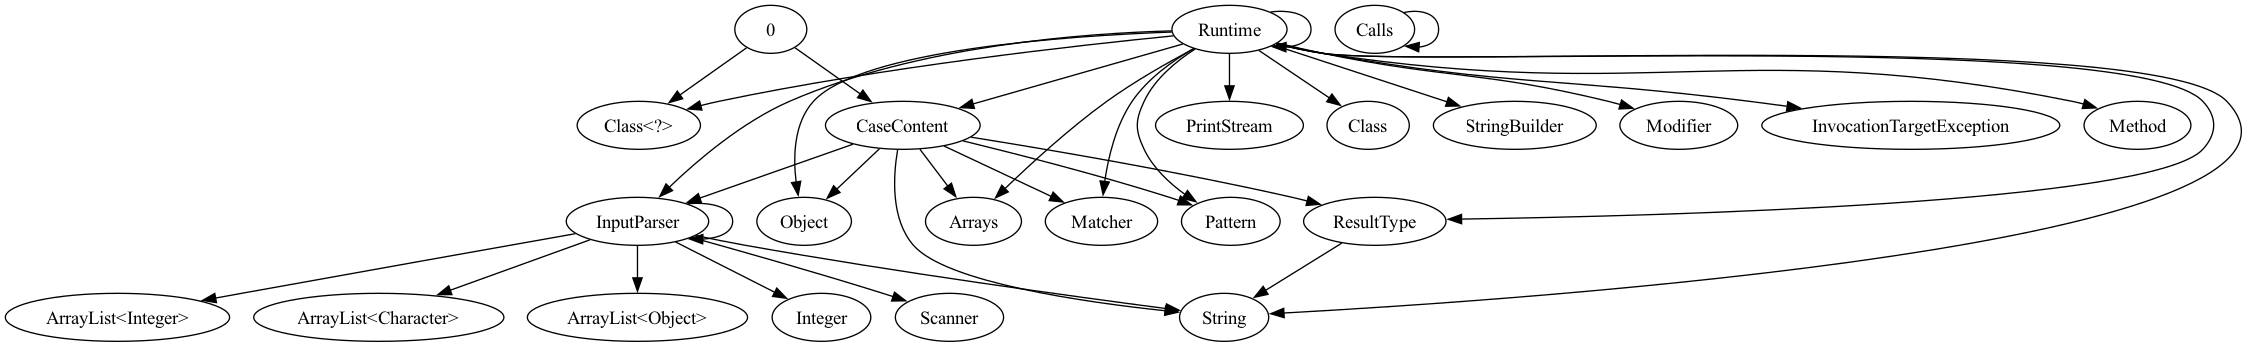 0
Runtime
Calls
Class<?>
CaseContent
PrintStream
Class
StringBuilder
Modifier
InvocationTargetException
Method
InputParser
Object
Arrays
Matcher
Pattern
ResultType
ArrayList<Integer>
ArrayList<Character>
ArrayList<Object>
Integer
Scanner
String